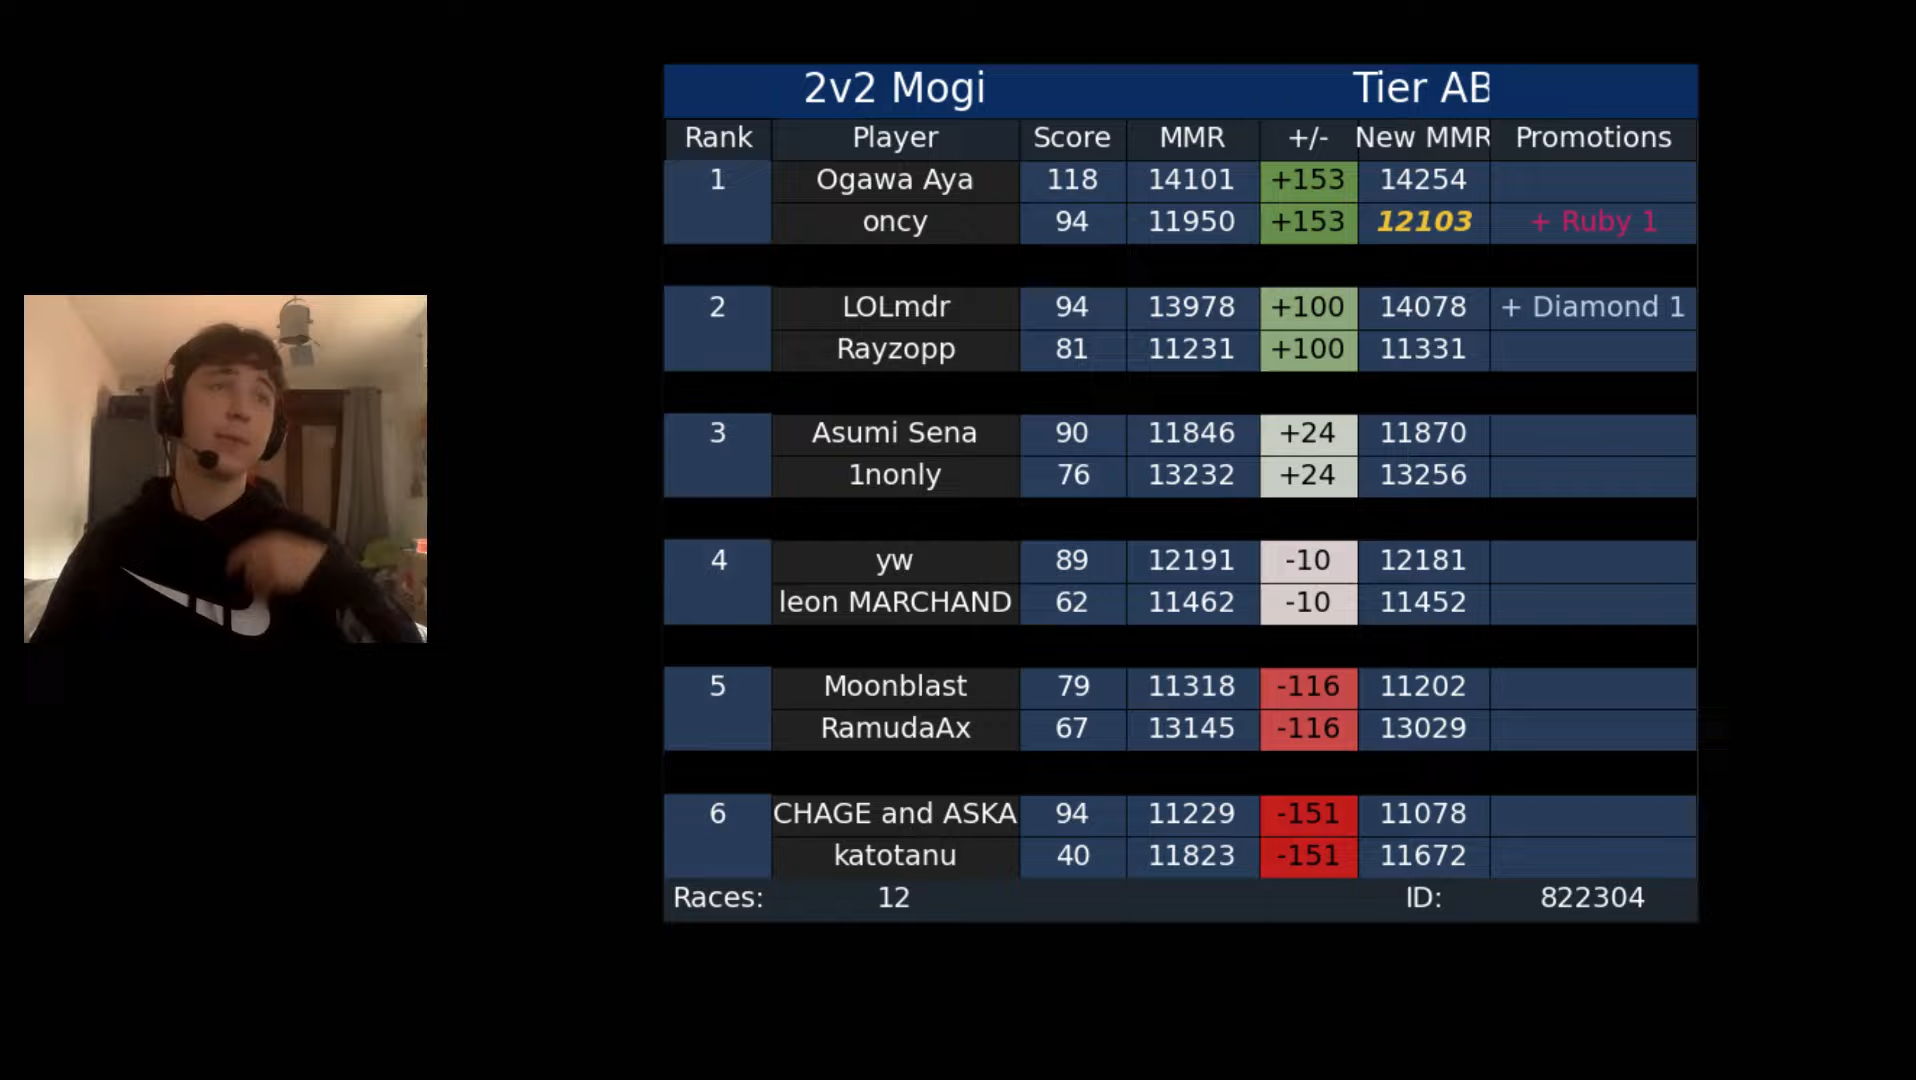 2v2 Mogi Tier AB
Rank Player Score MMR +/- New MMR Promotions
1 Ogawa Aya 118 14101 +153 14254
oncy 94 11950 +153 12103 + Ruby 1
2 LOLmdr 94 13978 +100 14078 + Diamond 1
Rayzopp 81 11231 +100 11331
3 Asumi Sena 90 11846 +24 11870
1nonly 76 13232 +24 13256
4 yw 89 12191 -10 12181
leon MARCHAND 62 11462 -10 11452
5 Moonblast 79 11318 -116 11202
RamudaAx 67 13145 -116 13029
6 CHAGE and ASKA 94 11229 -151 11078
katotanu 40 11823 -151 11672
Races: 12 ID: 822304